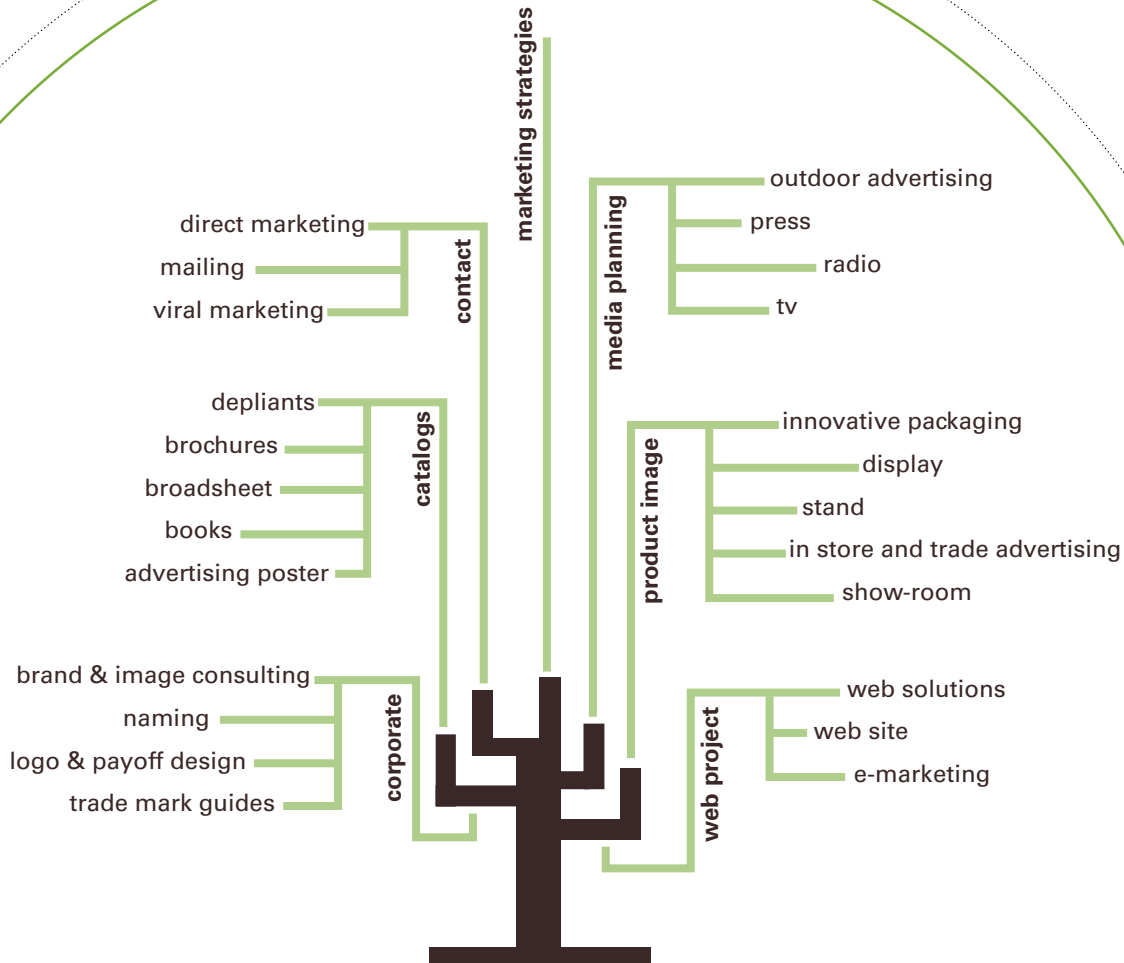 marketing strategies
contact
direct marketing
mailing
viral marketing
catalogs
depliants
brochures
broadsheet
books
advertising poster
corporate
brand & image consulting
naming
logo & payoff design
trade mark guides
media planning
outdoor advertising
press
radio
tv
product image
innovative packaging
display
stand
in store and trade advertising
show-room
web project
web solutions
web site
e-marketing